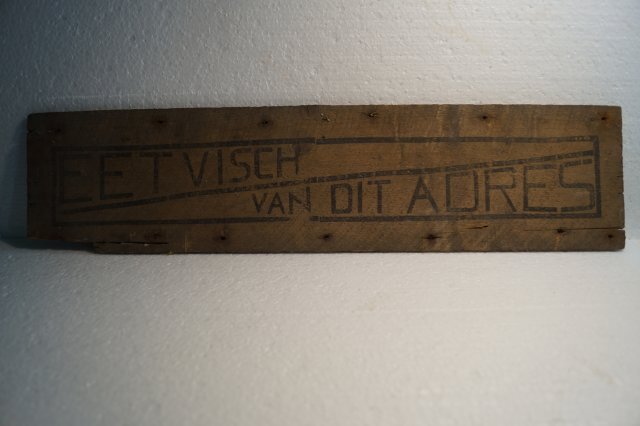 EET VISCH
VAN DIT ADRES